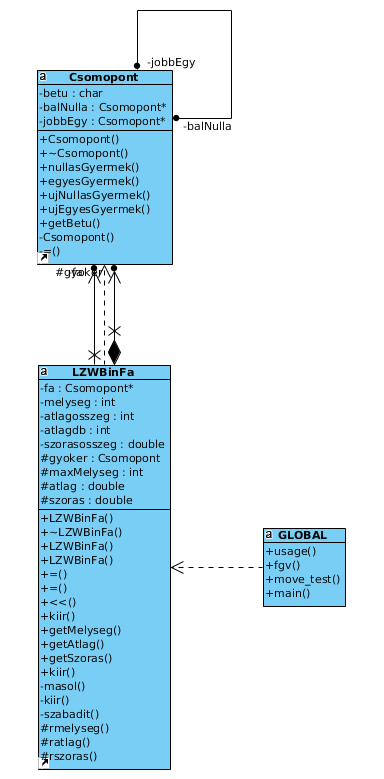 -jobbEgy
a Csomopont
-betu : char
-balNulla : Csomopont*
-jobbEgy : Csomopont*
-balNulla
+Csomopont()
+~Csomopont()
+nullasGyermek()
+egyesGyermek()
+ujNullasGyermek()
+ujEgyesGyermek()
+getBetu()
-Csomopont()
-=()
#gyoker
-fa
a LZWBinFa
-fa : Csomopont*
-melyseg : int
-atlagosszeg : int
-atlagdb : int
-szorasosszeg : double
#gyoker : Csomopont
#maxMelyseg : int
#atlag : double
#szoras : double
+LZWBinFa()
+~LZWBinFa()
+LZWBinFa()
+LZWBinFa()
+=()
+=()
+<<()
+kiir()
+getMelyseg()
+getAtlag()
+getSzoras()
+kiir()
-masol()
-kiir()
-szabadit()
#rmelyseg()
#ratlag()
#rszoras()
a GLOBAL
+usage()
+fgv()
+move_test()
+main()